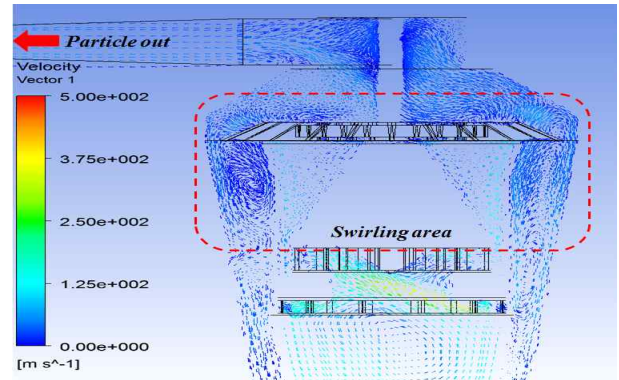 Particle out
Velocity
Vector 1
5.00e+002
3.75e+002
2.50e+002
Swirling area
1.25e+002
0.00e+000
[m s^-1]